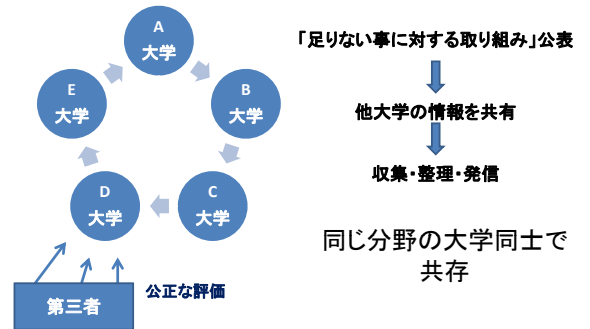 A
大学
B
大学
C
大学
D
大学
E
大学
第三者
公正な評価
「足りない事に対する取り組み」公表
他大学の情報を共有
収集・整理・発信
同じ分野の大学同士で
共存